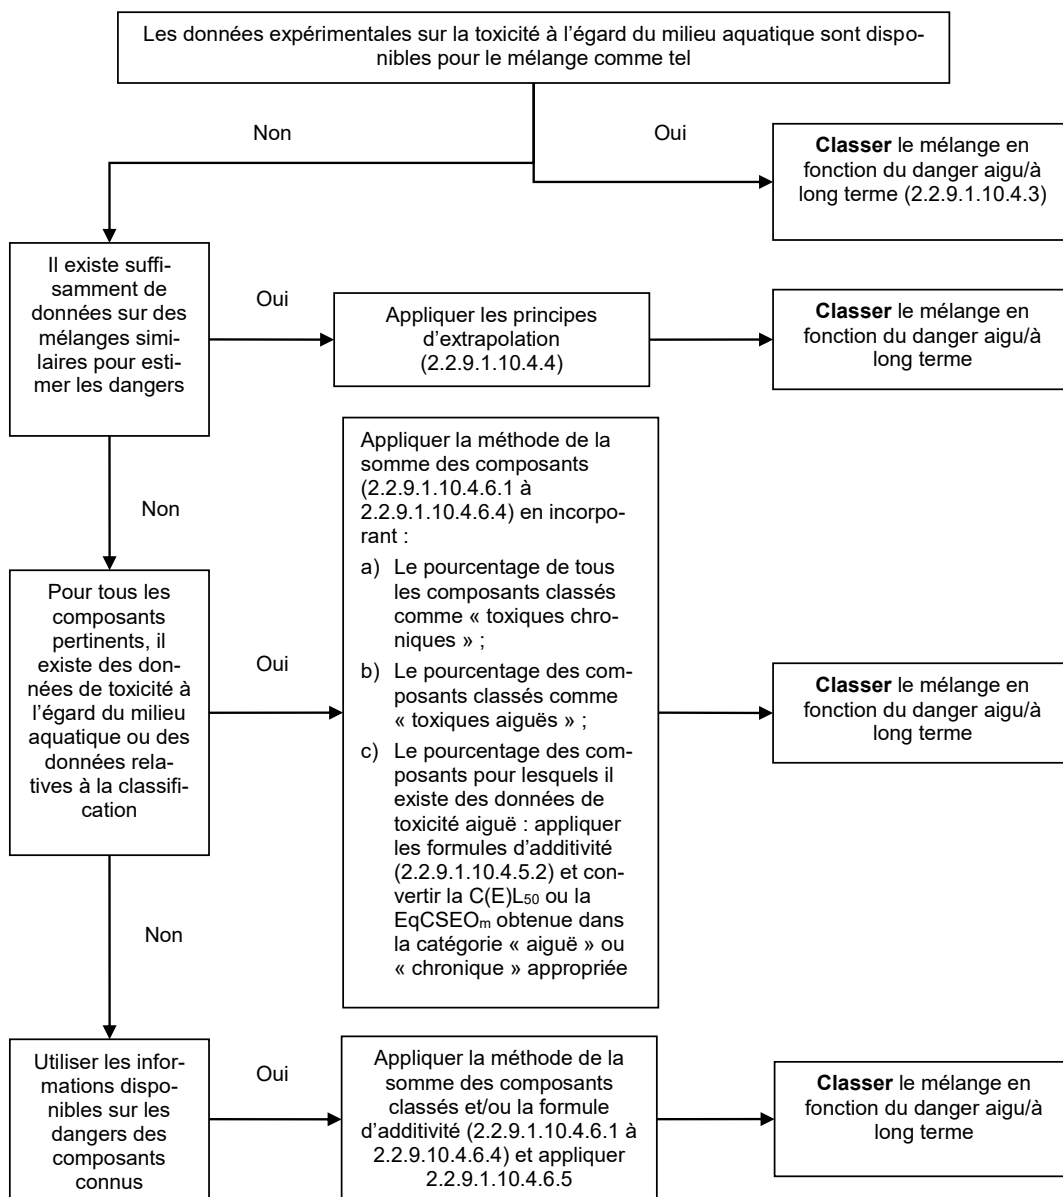 Les données expérimentales sur la toxicité à l'égard du milieu aquatique sont dispo-
nibles pour le mélange comme tel
Non
Oui
Classer le mélange en
fonction du danger aigu/à
long terme (2.2.9.1.10.4.3)
Il existe suffi-
samment de
données sur des
mélanges simi-
laires pour esti-
mer les dangers
Oui
Appliquer les principes
d'extrapolation
(2.2.9.1.10.4.4)
Classer le mélange en
fonction du danger aigu/à
long terme
Non
Pour tous les
composants
pertinents, il
existe des don-
nées de toxicité à
l'égard du milieu
aquatique ou des
données rela-
tives à la classifi-
cation
Oui
Appliquer la méthode de la
somme des composants
(2.2.9.1.10.4.6.1 à
2.2.9.1.10.4.6.4) en incorpo-
rant :
a) Le pourcentage de tous
les composants classés
comme « toxiques chro-
niques » ;
b) Le pourcentage des com-
posants classés comme
« toxiques aiguës » ;
c) Le pourcentage des com-
posants pour lesquels il
existe des données de
toxicité aiguë : appliquer
les formules d'additivité
(2.2.9.1.10.4.5.2) et con-
vertir la C(E)L50 ou la
EqCSEOm obtenue dans
la catégorie « aiguë » ou
« chronique » appropriée
Classer le mélange en
fonction du danger aigu/à
long terme
Non
Utiliser les infor-
mations dispo-
nibles sur les
dangers des
composants
connus
Oui
Appliquer la méthode de la
somme des composants
classés et/ou la formule
d'additivité (2.2.9.1.10.4.6.1 à
2.2.9.10.4.6.4) et appliquer
2.2.9.1.10.4.6.5
Classer le mélange en
fonction du danger aigu/à
long terme